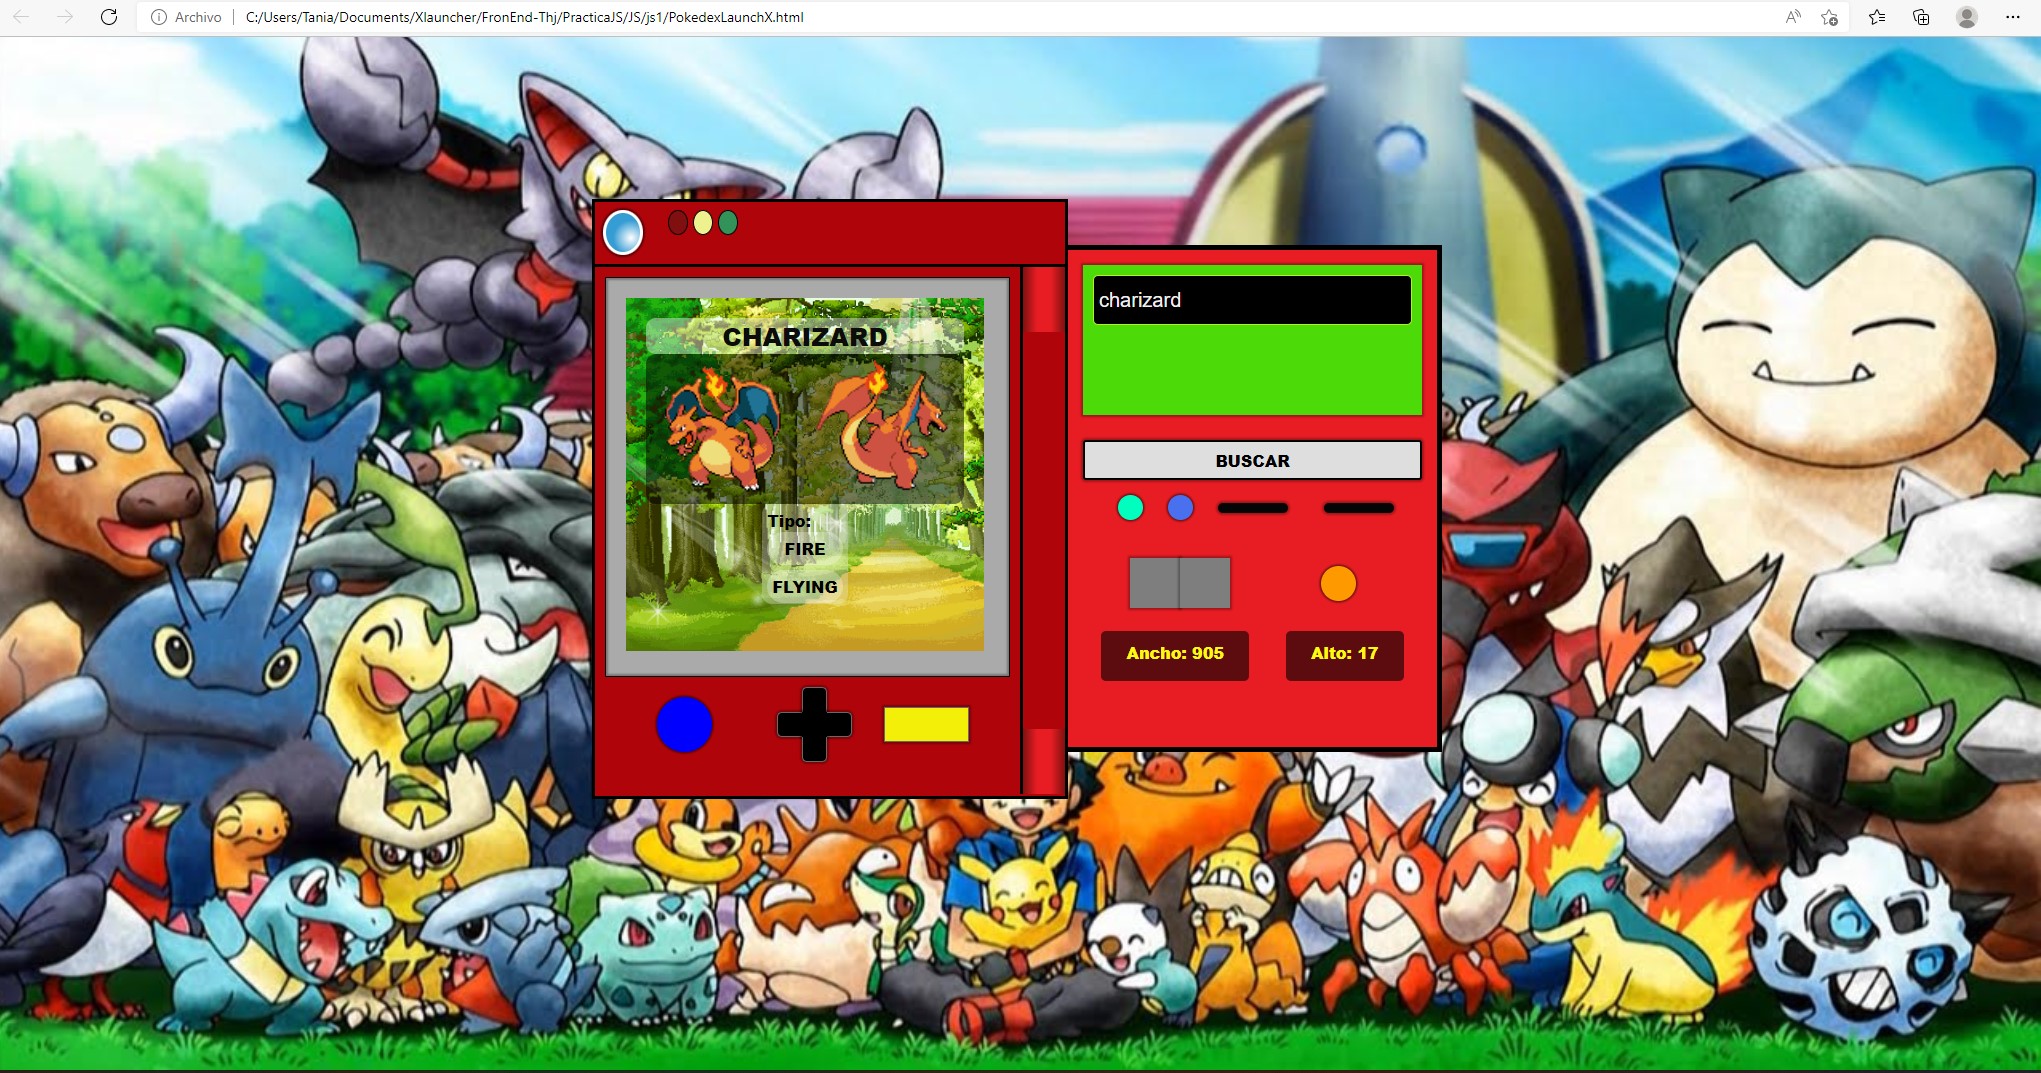 Archivo
C:/Users/Tania/Documents/Xlauncher/FronEnd-Thj/PracticaJS/JS/js1/PokedexLaunchX.html
CHARIZARD
Tipo:
FIRE
FLYING
charizard
BUSCAR
Ancho: 905
Alto: 17